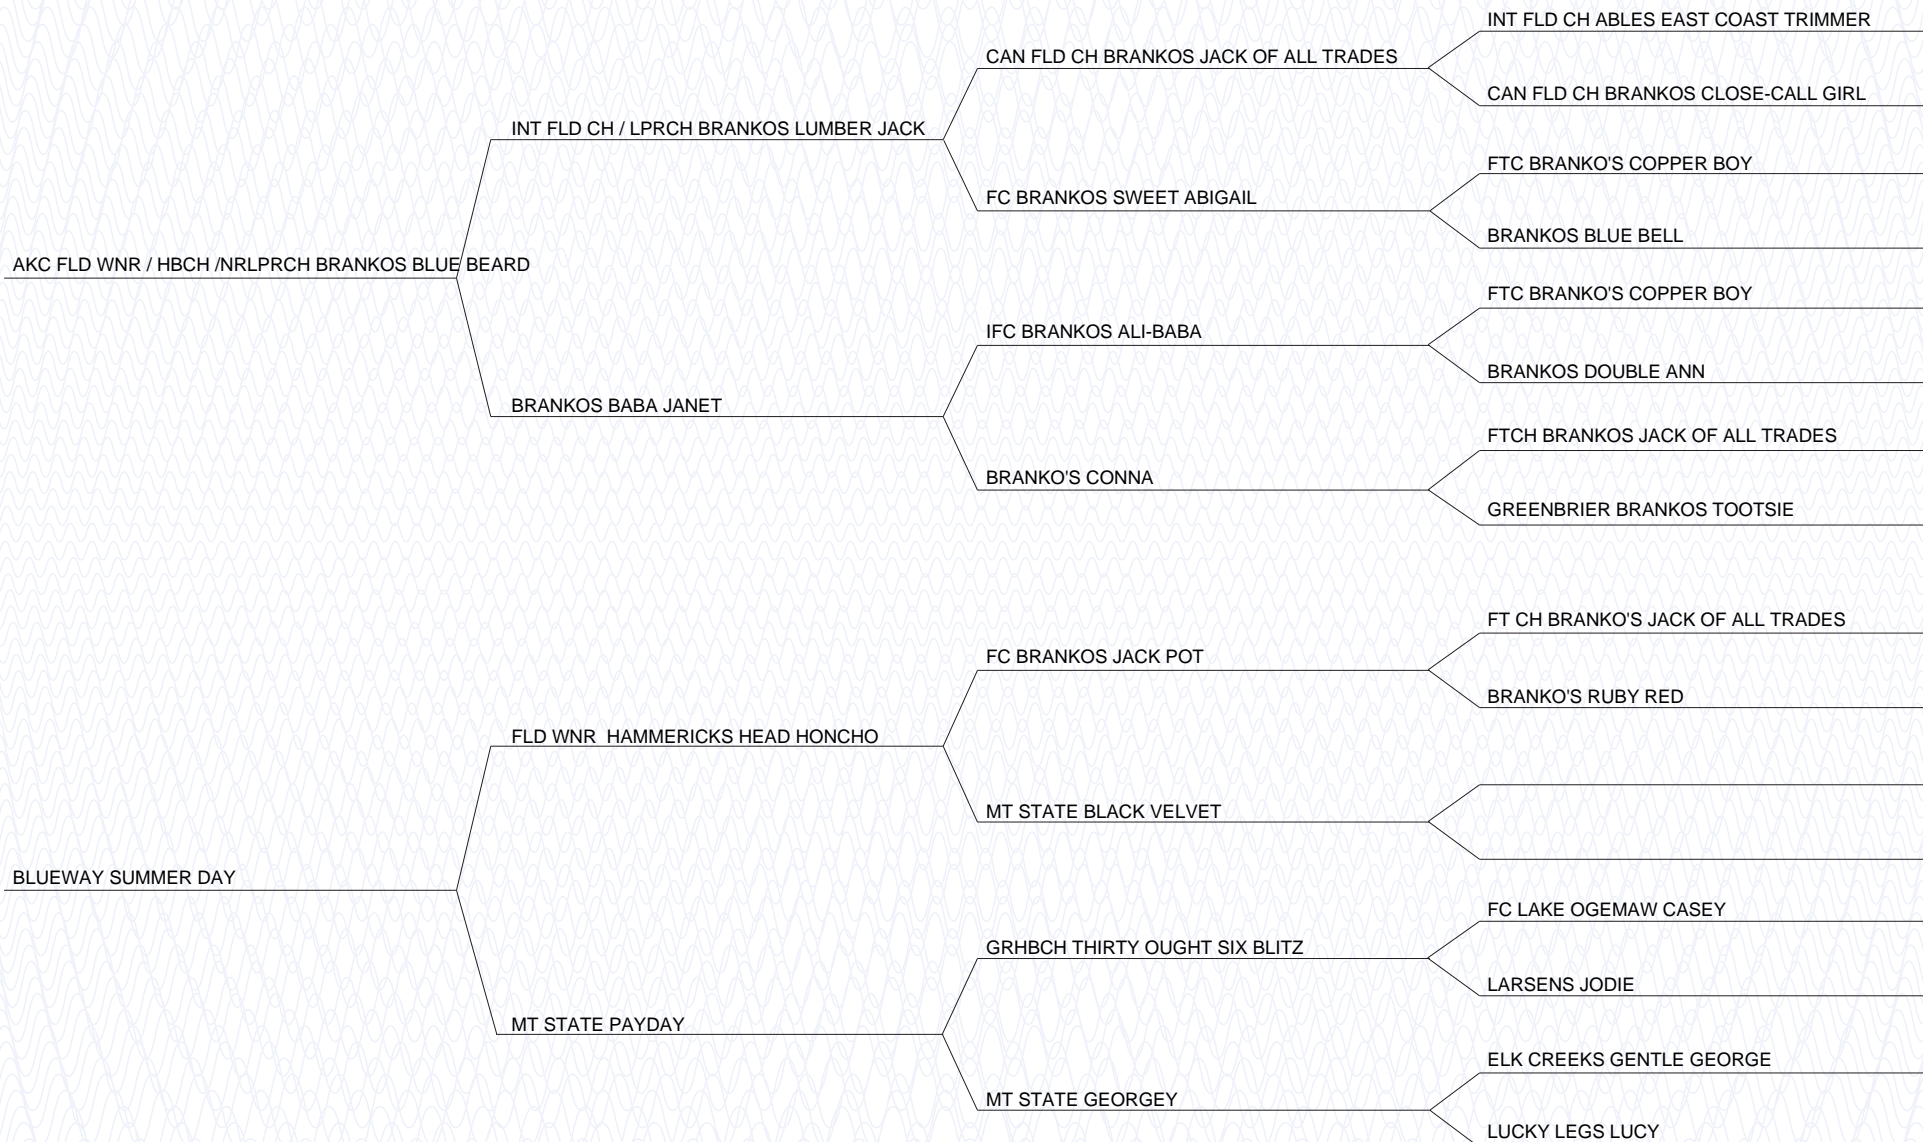 INT FLD CH ABLES EAST COAST TRIMMER
CAN FLD CH BRANKOS JACK OF ALL TRADES
CAN FLD CH BRANKOS CLOSE-CALL GIRL
INT FLD CH / LPRCH BRANKOS LUMBER JACK
FTC BRANKO'S COPPER BOY
FC BRANKOS SWEET ABIGAIL
BRANKOS BLUE BELL
AKC FLD WNR / HBCH /NRLPRCH BRANKOS BLUE BEARD
FTC BRANKO'S COPPER BOY
IFC BRANKOS ALI-BABA
BRANKOS DOUBLE ANN
BRANKOS BABA JANET
FTCH BRANKOS JACK OF ALL TRADES
BRANKO'S CONNA
GREENBRIER BRANKOS TOOTSIE
FT CH BRANKO'S JACK OF ALL TRADES
FC BRANKOS JACK POT
BRANKO'S RUBY RED
FLD WNR  HAMMERICKS HEAD HONCHO
MT STATE BLACK VELVET
BLUEWAY SUMMER DAY
FC LAKE OGEMAW CASEY
GRHBCH THIRTY OUGHT SIX BLITZ
LARSENS JODIE
MT STATE PAYDAY
ELK CREEKS GENTLE GEORGE
MT STATE GEORGEY
LUCKY LEGS LUCY